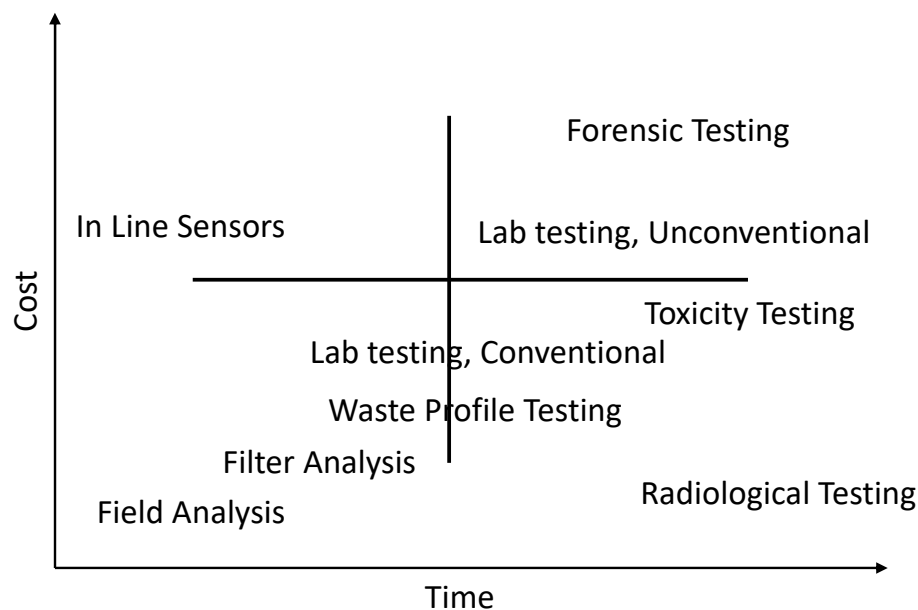 Forensic Testing
In Line Sensors
Lab testing, Unconventional
Cost
Toxicity Testing
Lab testing, Conventional
Waste Profile Testing
Filter Analysis
Radiological Testing
Field Analysis
Time